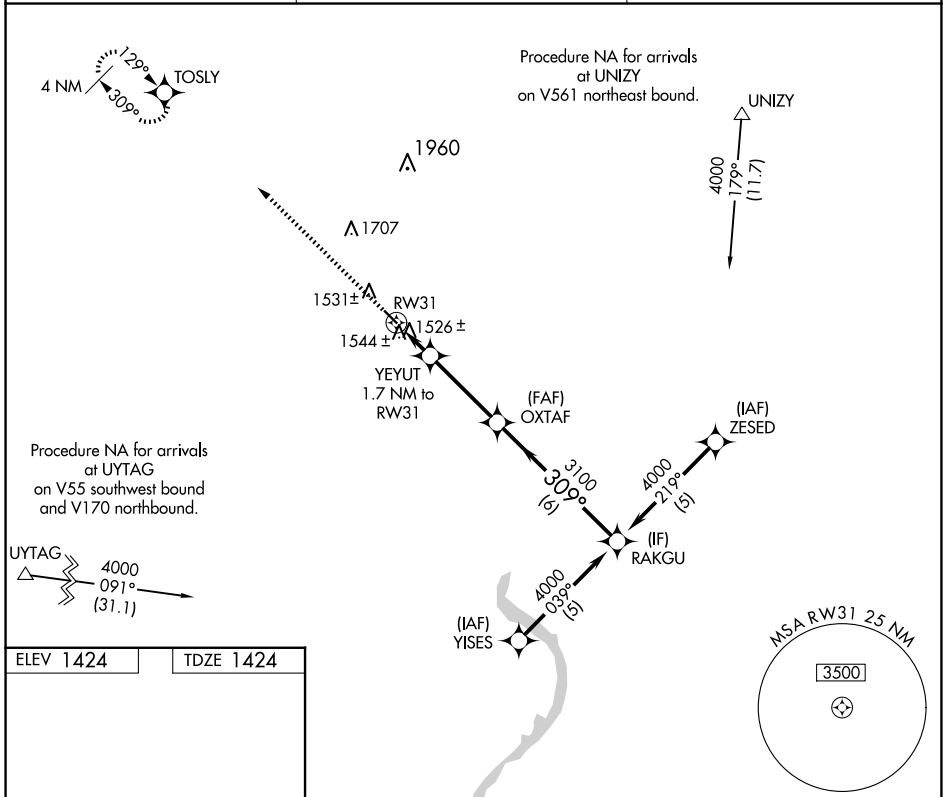 129°
TOSLY
4 NM
309°
Procedure NA for arrivals
at UNIZY
on V561 northeast bound.
UNIZY
4000
179°
(11.7)
1960
1707
1531±
RW31
1544 ±
1526 ±
YEYUT
1.7 NM to
RW31
(FAF)
OXTAF
(IAF)
ZESED
3100
309°
(6)
4000
219°
(5)
(IF)
RAKGU
Procedure NA for arrivals
at UYTAG
on V55 southwest bound
and V170 northbound.
UYTAG
4000
091°
(31.1)
4000
039°
(5)
(IAF)
YISES
ELEV 1424
TDZE 1424
MSA RW31 25 NM
3500